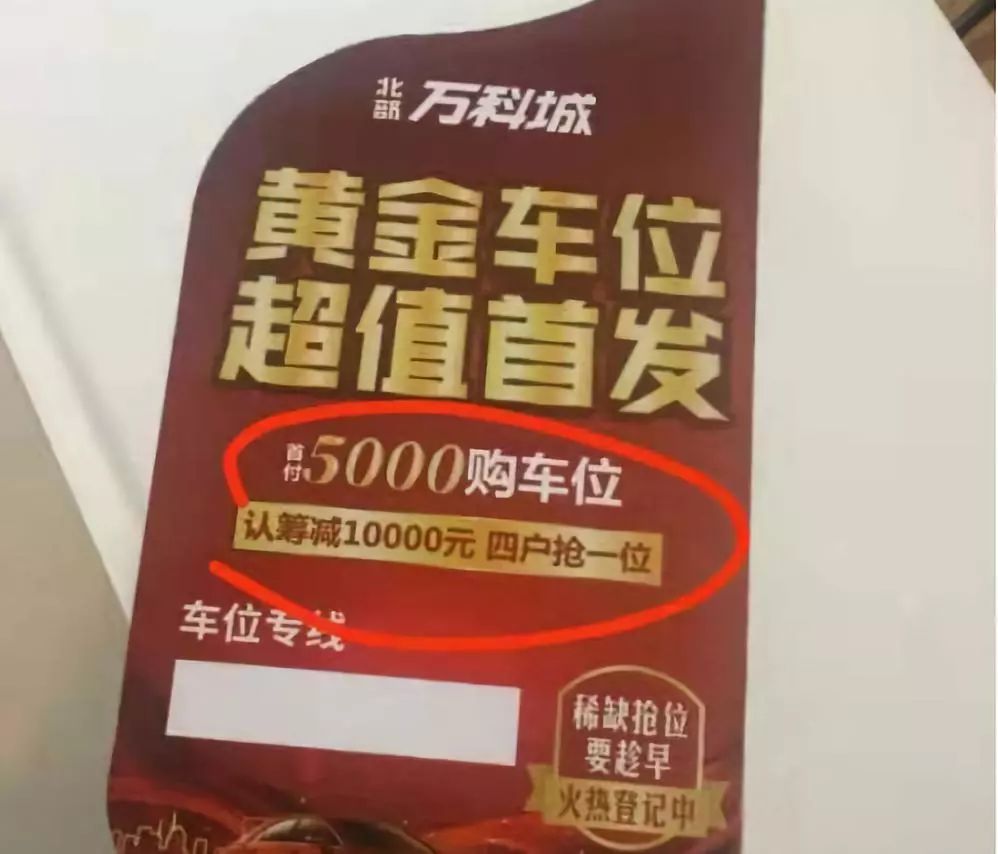 北部 万科城
黄金车位
超值首发
首付5000购车位
认筹减10000元 四户抢一位
车位专线
稀缺抢位
要趁早
火热登记中